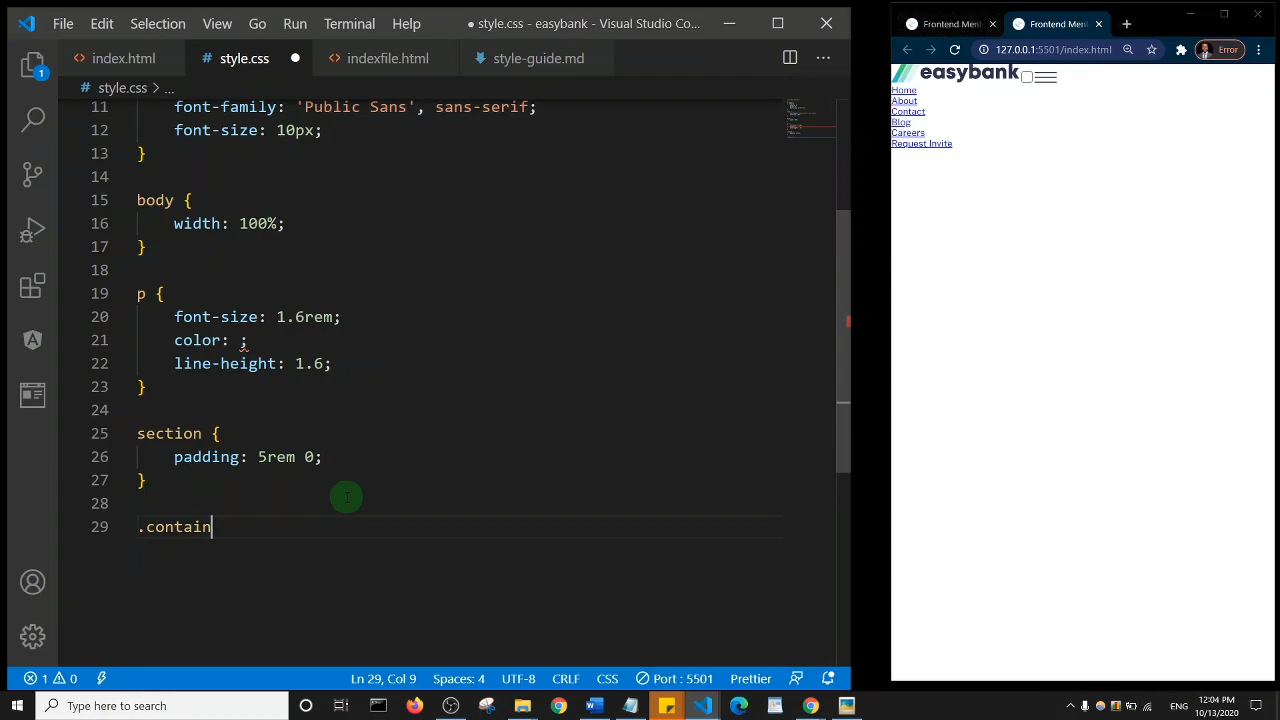 File Edit Selection View Go Run Terminal Help
style.css - easybank - Visual Studio Co...
index.html
style.css
indexfile.html
style-guide.md
style.css > ...
11 font-family: 'Public Sans', sans-serif;
12 font-size: 10px;
13 }
14
15 body {
16 width: 100%;
17 }
18
19 p {
20 font-size: 1.6rem;
21 color: ;
22 line-height: 1.6;
23 }
24
25 section {
26 padding: 5rem 0;
27 }
28
29 .contain
1
1 0
Ln 29, Col 9 Spaces: 4 UTF-8 CRLF CSS Port : 5501 Prettier
Frontend Men
Frontend Men
127.0.0.1:5501/index.html
Error
easybank
Home
About
Contact
Blog
Careers
Request Invite
Type here to search
ENG
12:04 PM
10/13/2020